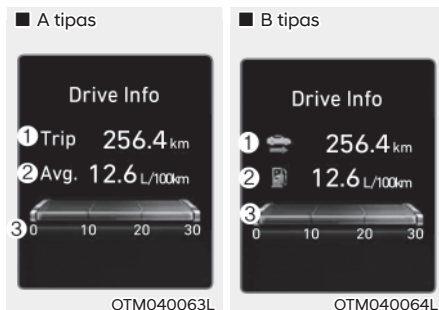 ■ A tipas
Drive Info
① Trip 256.4 km
② Avg. 12.6 L/100km
③
0 10 20 30
OTM040063L
■ B tipas
Drive Info
① 256.4 km
② 12.6 L/100km
③
0 10 20 30
OTM040064L